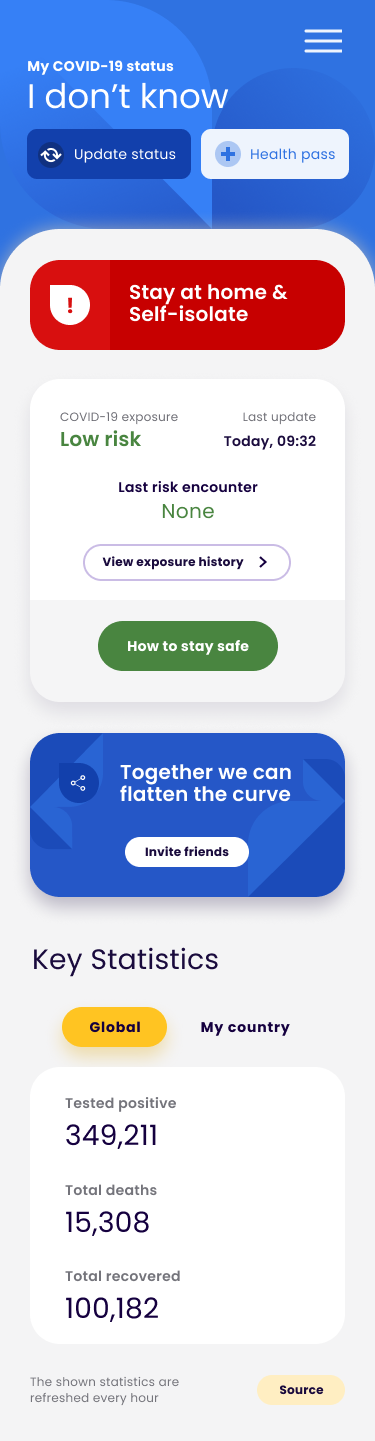 My COVID-19 status
I don't know
Update status
Health pass
!
Stay at home &
Self-isolate
COVID-19 exposure
Last update
Low risk
Today, 09:32
Last risk encounter
None
View exposure history
How to stay safe
Together we can
flatten the curve
Invite friends
Key Statistics
Global
My country
Tested positive
349,211
Total deaths
15,308
Total recovered
100,182
The shown statistics are
refreshed every hour
Source